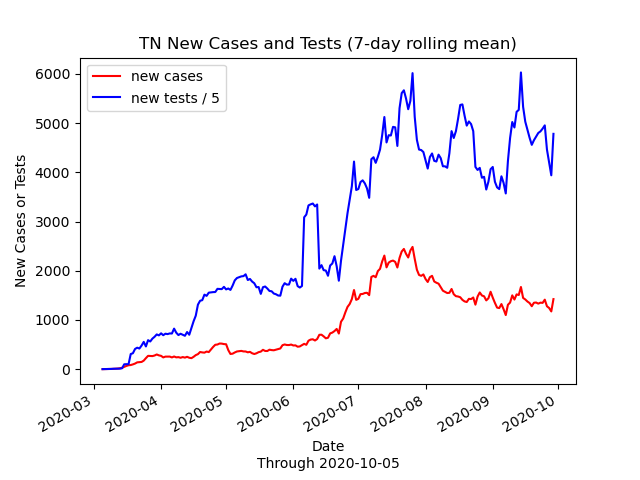 TN New Cases and Tests (7-day rolling mean)
new cases
new tests / 5
New Cases or Tests
6000
5000
4000
3000
2000
1000
0
2020-03
2020-04
2020-05
2020-06
2020-07
2020-08
2020-09
2020-10
Date
Through 2020-10-05